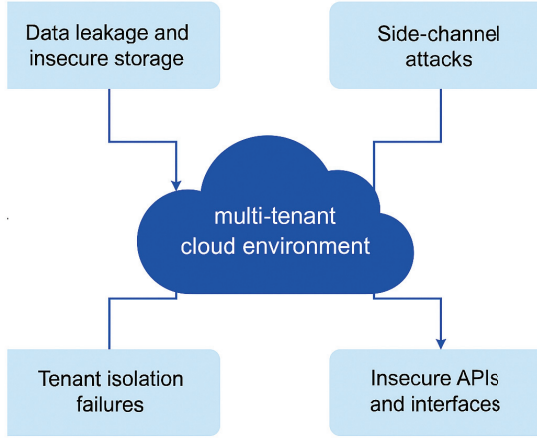 Data leakage and
insecure storage
Side-channel
attacks
multi-tenant
cloud environment
Tenant isolation
failures
Insecure APIs
and interfaces